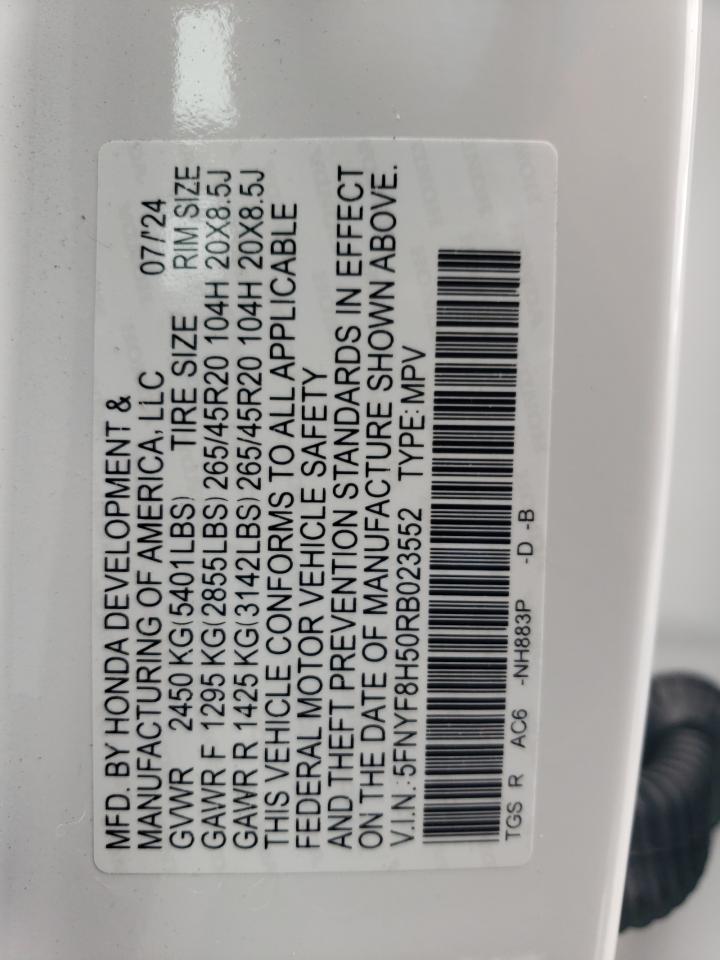 MFD. BY HONDA DEVELOPMENT &
MANUFACTURING OF AMERICA, LLC 07/'24
GVWR 2450 KG(5401LBS) TIRE SIZE RIM SIZE
GAWR F 1295 KG(2855LBS) 265/45R20 104H 20X8.5J
GAWR R 1425 KG(3142LBS) 265/45R20 104H 20X8.5J
THIS VEHICLE CONFORMS TO ALL APPLICABLE
FEDERAL MOTOR VEHICLE SAFETY
AND THEFT PREVENTION STANDARDS IN EFFECT
ON THE DATE OF MANUFACTURE SHOWN ABOVE.
V.I.N.:5FNYF8H50RB023552 TYPE:MPV
TGS R AC6 -NH883P -D -B